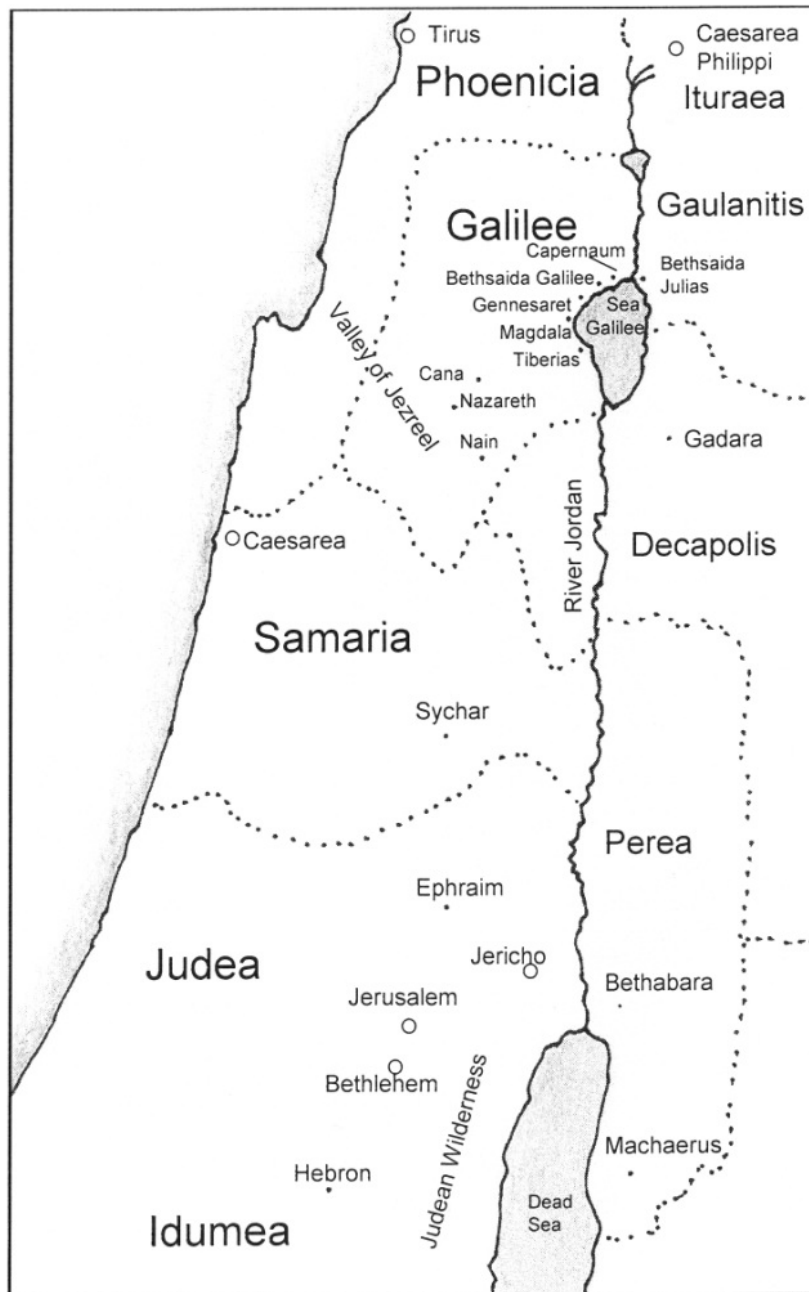 Tirus
Caesarea
Philippi
Phoenicia
Ituraea
Gaulanitis
Galilee
Capernaum
Bethsaida Galilee
Bethsaida
Julias
Gennesaret
Sea
Galilee
Magdala
Tiberias
Valley of Jezreel
Cana
Nazareth
Nain
Gadara
River Jordan
Caesarea
Decapolis
Samaria
Sychar
Perea
Ephraim
Judea
Jericho
Bethabara
Jerusalem
Bethlehem
Judean Wilderness
Machaerus
Hebron
Dead
Sea
Idumea